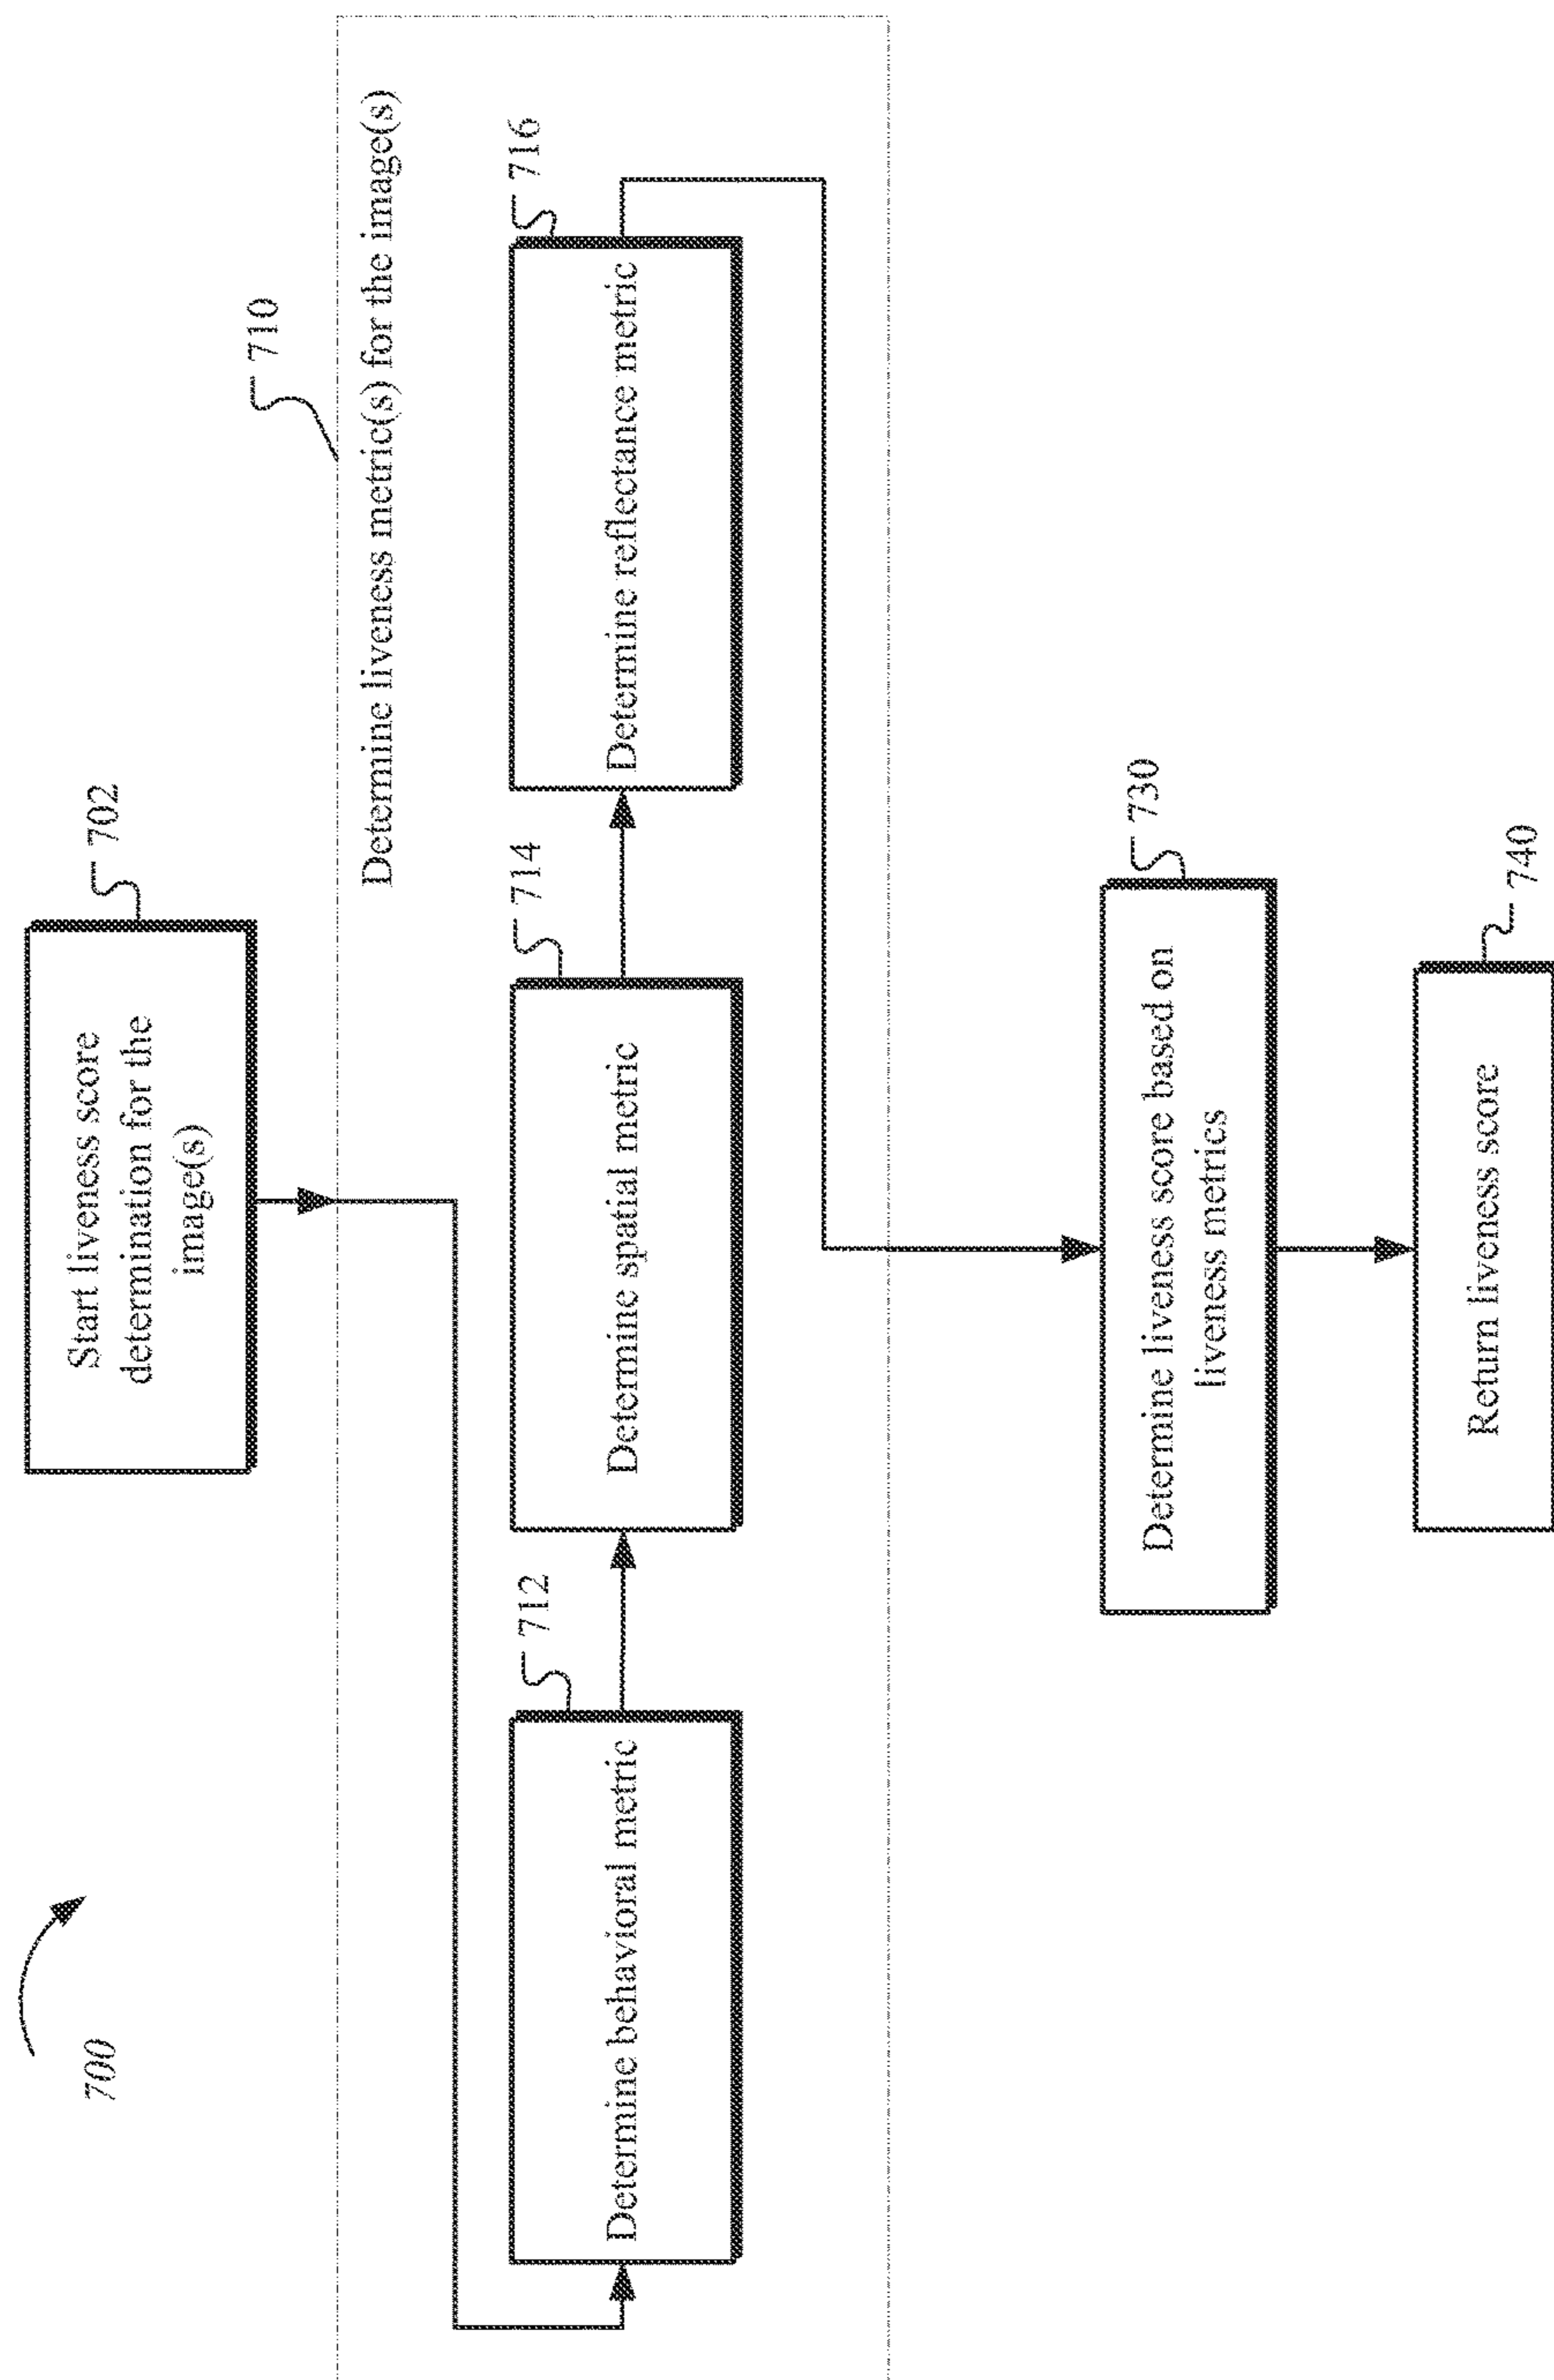 700
Start liveness score
determination for the
image(s)
702
710
Determine liveness metric(s) for the image(s)
712
Determine behavioral metric
714
Determine spatial metric
716
Determine reflectance metric
730
Determine liveness score based on
liveness metrics
740
Return liveness score